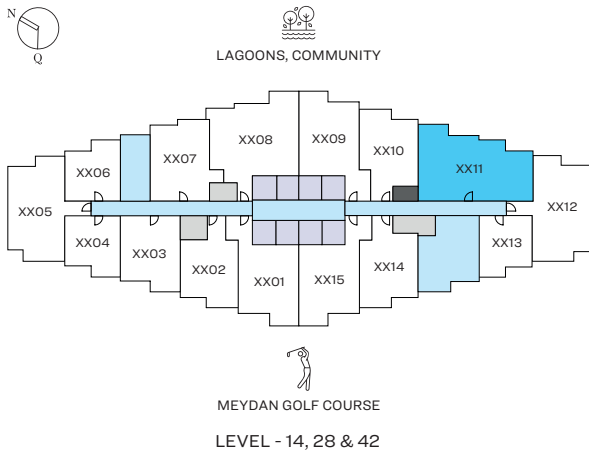 N
Q
LAGOONS, COMMUNITY
XX08
XX09
XX07
XX10
XX06
XX11
XX05
XX12
XX04
XX03
XX02
XX01
XX15
XX14
XX13
MEYDAN GOLF COURSE
LEVEL - 14, 28 & 42